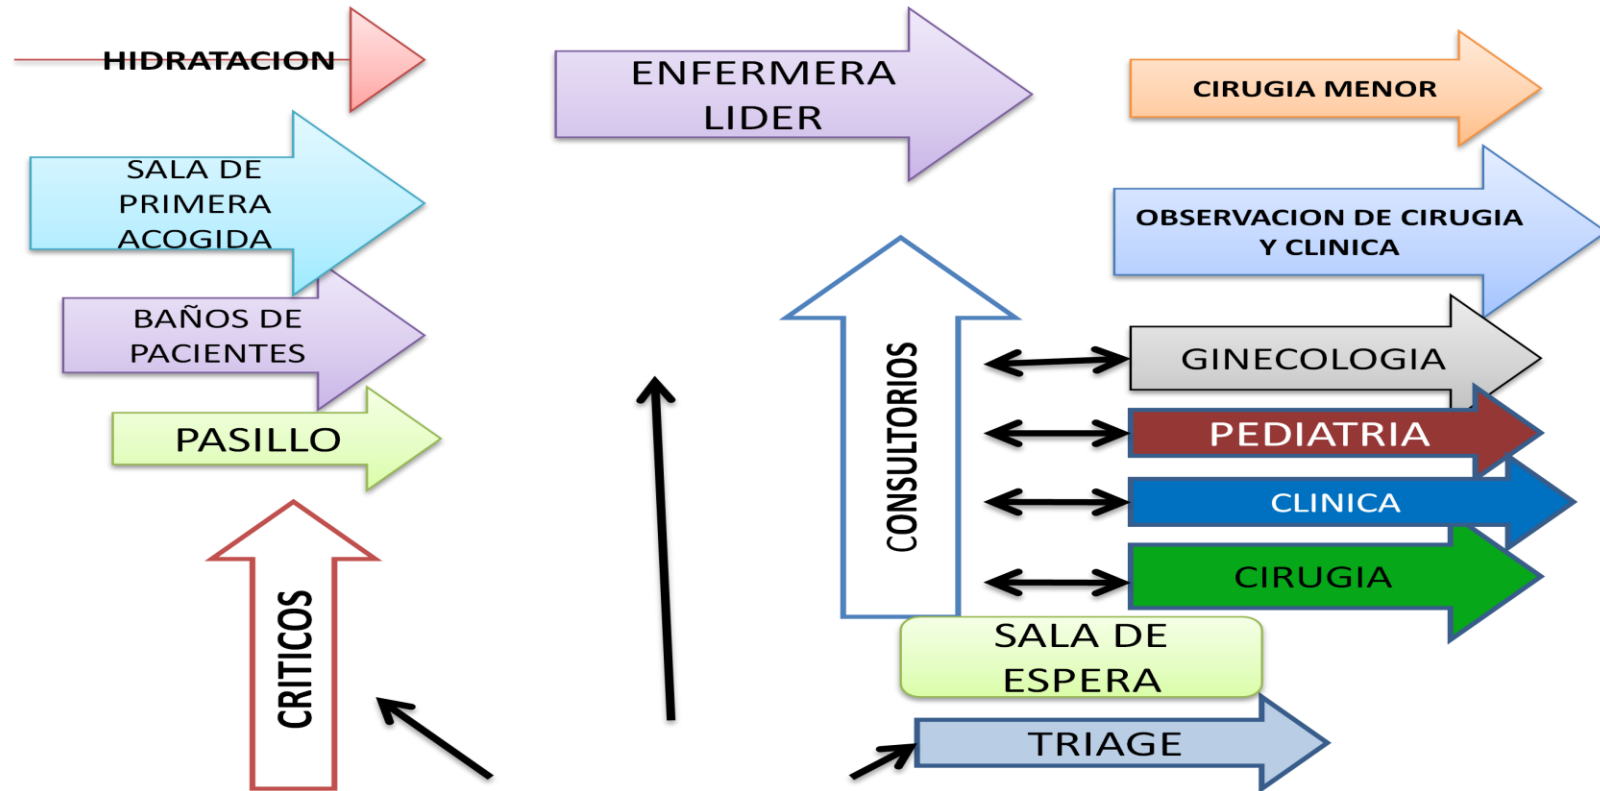 HIDRATACION
SALA DE
PRIMERA
ACOGIDA
BAÑOS DE
PACIENTES
PASILLO
CRITICOS
ENFERMERA
LIDER
CONSULTORIOS
CIRUGIA MENOR
OBSERVACION DE CIRUGIA
Y CLINICA
GINECOLOGIA
PEDIATRIA
CLINICA
CIRUGIA
SALA DE
ESPERA
TRIAGE